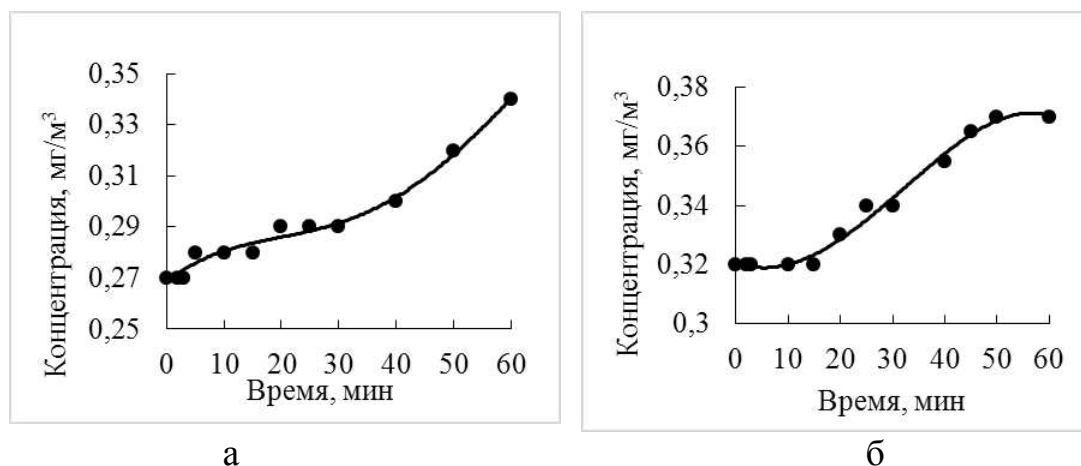 Концентрация, мг/м³
0,35
0,33
0,31
0,29
0,27
0,25
0 10 20 30 40 50 60
Время, мин
а
Концентрация, мг/м³
0,38
0,36
0,34
0,32
0,3
0 10 20 30 40 50 60
Время, мин
б